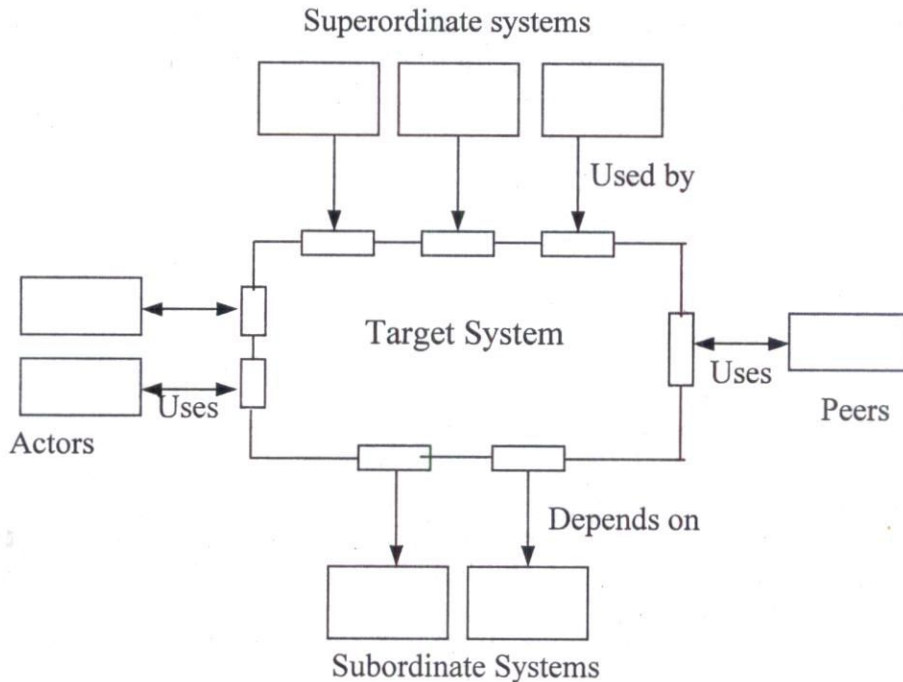 Superordinate systems
Used by
Target System
Uses
Actors
Uses
Peers
Depends on
Subordinate Systems